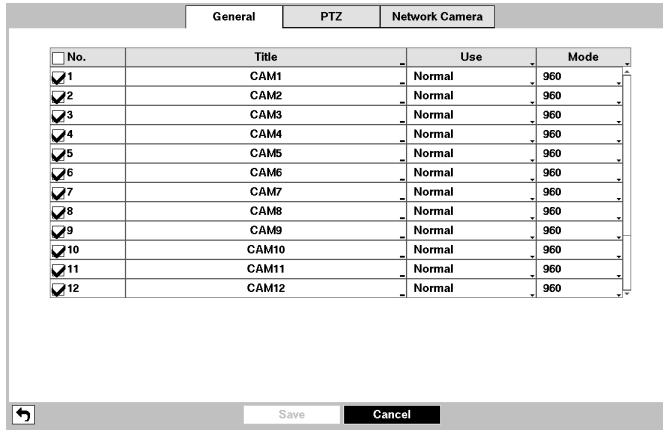 General PTZ Network Camera
No. Title Use Mode
1 CAM1 Normal 960
2 CAM2 Normal 960
3 CAM3 Normal 960
4 CAM4 Normal 960
5 CAM5 Normal 960
6 CAM6 Normal 960
7 CAM7 Normal 960
8 CAM8 Normal 960
9 CAM9 Normal 960
10 CAM10 Normal 960
11 CAM11 Normal 960
12 CAM12 Normal 960
Save Cancel